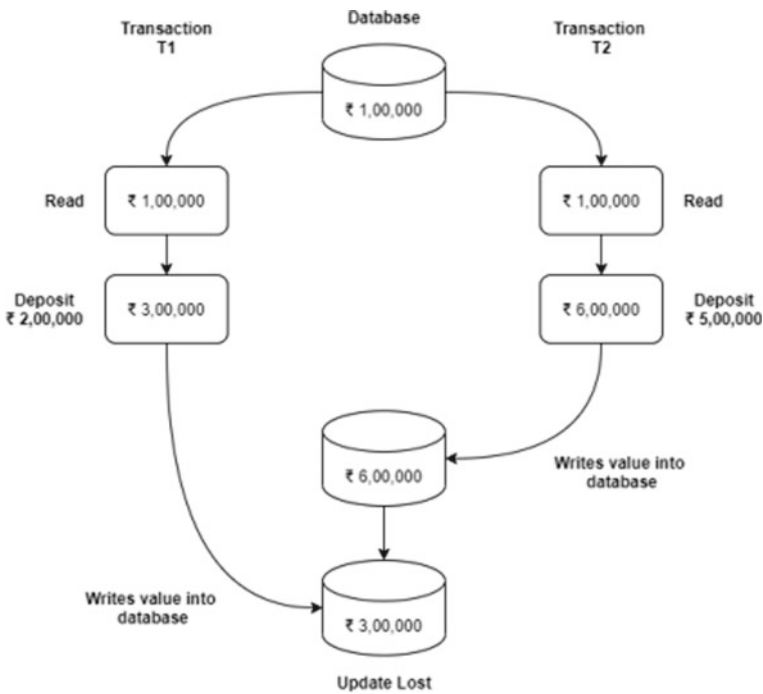 Transaction
T1
Database
Transaction
T2
₹ 1,00,000
Read
₹ 1,00,000
₹ 1,00,000
Read
Deposit
₹ 2,00,000
₹ 3,00,000
₹ 6,00,000
Deposit
₹ 5,00,000
₹ 6,00,000
Writes value into
database
Writes value into
database
₹ 3,00,000
Update Lost